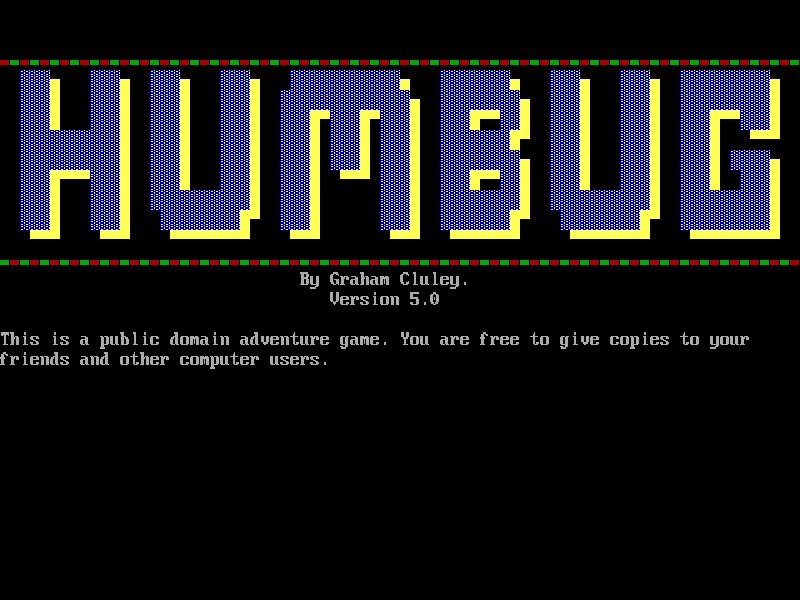 HUMBUG
By Graham Cluley.
Version 5.0
This is a public domain adventure game. You are free to give copies to your
friends and other computer users.